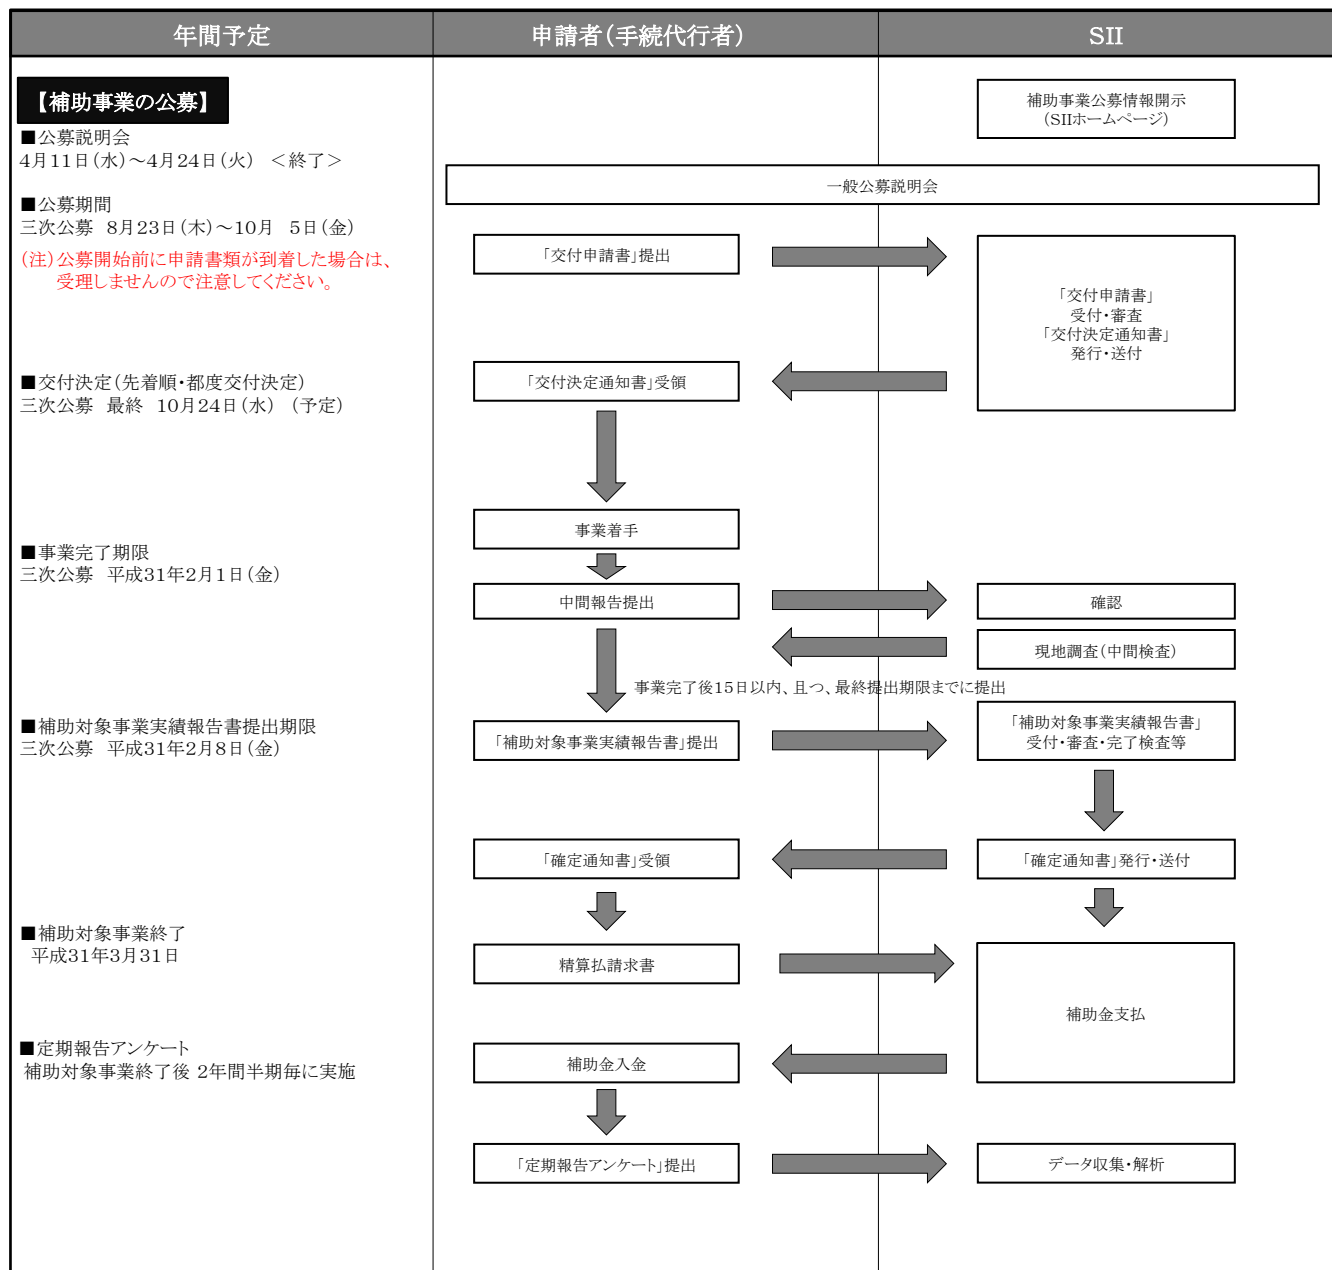 年間予定
申請者(手続代行者)
SII
【補助事業の公募】
■公募説明会
4月11日(水)～4月24日(火) ＜終了＞
■公募期間
三次公募 8月23日(木)～10月 5日(金)
(注)公募開始前に申請書類が到着した場合は、
受理しませんので注意してください。
■交付決定(先着順・都度交付決定)
三次公募 最終 10月24日(水) (予定)
■事業完了期限
三次公募 平成31年2月1日(金)
■補助対象事業実績報告書提出期限
三次公募 平成31年2月8日(金)
■補助対象事業終了
平成31年3月31日
■定期報告アンケート
補助対象事業終了後 2年間半期毎に実施
補助事業公募情報開示
(SIIホームページ)
一般公募説明会
「交付申請書」提出
「交付申請書」
受付・審査
「交付決定通知書」
発行・送付
「交付決定通知書」受領
事業着手
中間報告提出
確認
現地調査(中間検査)
事業完了後15日以内、且つ、最終提出期限までに提出
「補助対象事業実績報告書」提出
「補助対象事業実績報告書」
受付・審査・完了検査等
「確定通知書」受領
「確定通知書」発行・送付
精算払請求書
補助金支払
補助金入金
「定期報告アンケート」提出
データ収集・解析